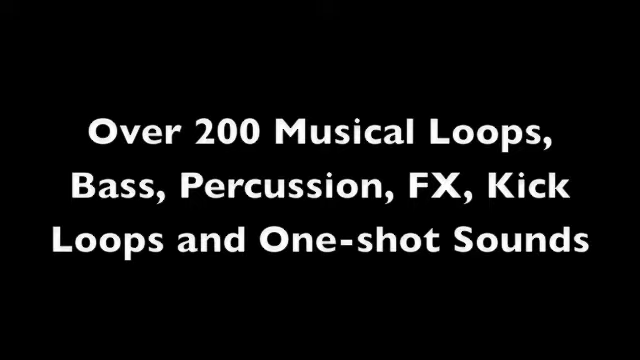 Over 200 Musical Loops,
Bass, Percussion, FX, Kick
Loops and One-shot Sounds